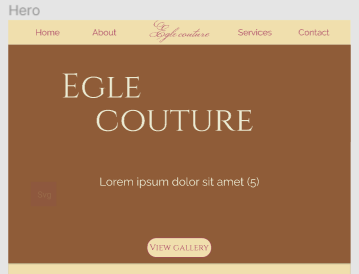 Hero
Home About Egle couture Services Contact
Egle
couture
Lorem ipsum dolor sit amet (5)
View gallery